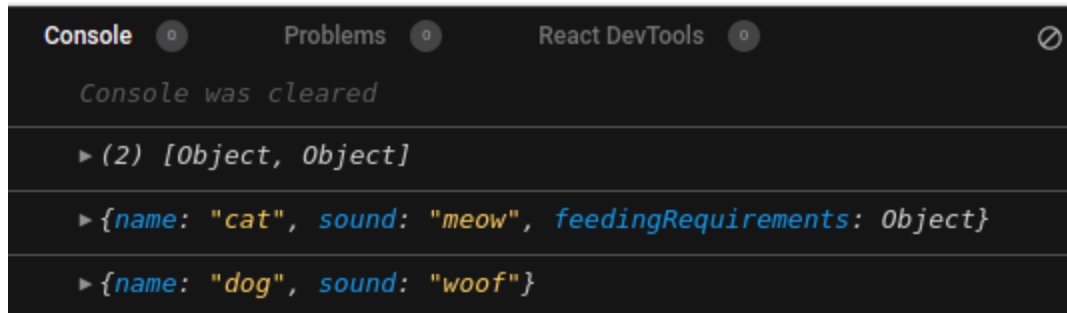 Console 0 Problems 0 React DevTools 0
Console was cleared
▶ (2) [Object, Object]
▶ {name: "cat", sound: "meow", feedingRequirements: Object}
▶ {name: "dog", sound: "woof"}